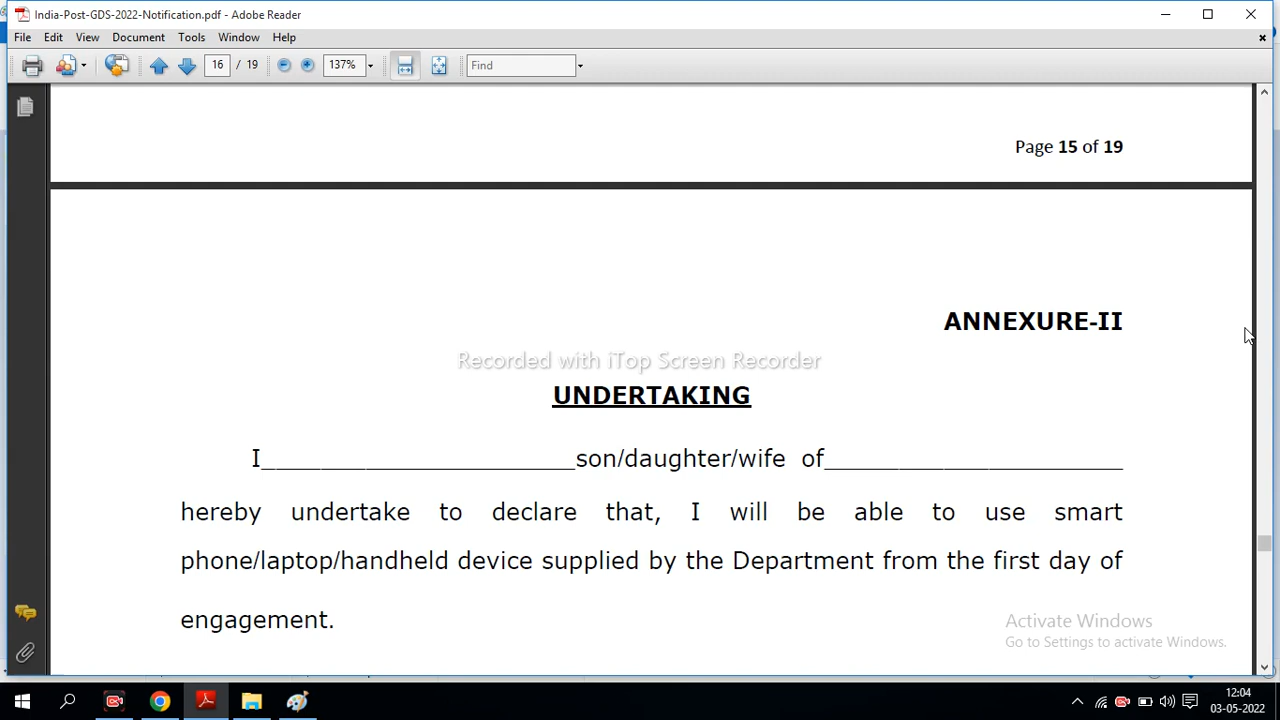 India-Post-GDS-2022-Notification.pdf - Adobe Reader
File Edit View Document Tools Window Help
16 / 19 137% Find
Page 15 of 19
ANNEXURE-II
Recorded with iTop Screen Recorder
UNDERTAKING
I_____________________son/daughter/wife of____________________
hereby undertake to declare that, I will be able to use smart
phone/laptop/handheld device supplied by the Department from the first day of
engagement.
Activate Windows
Go to Settings to activate Windows.
12:04
03-05-2022